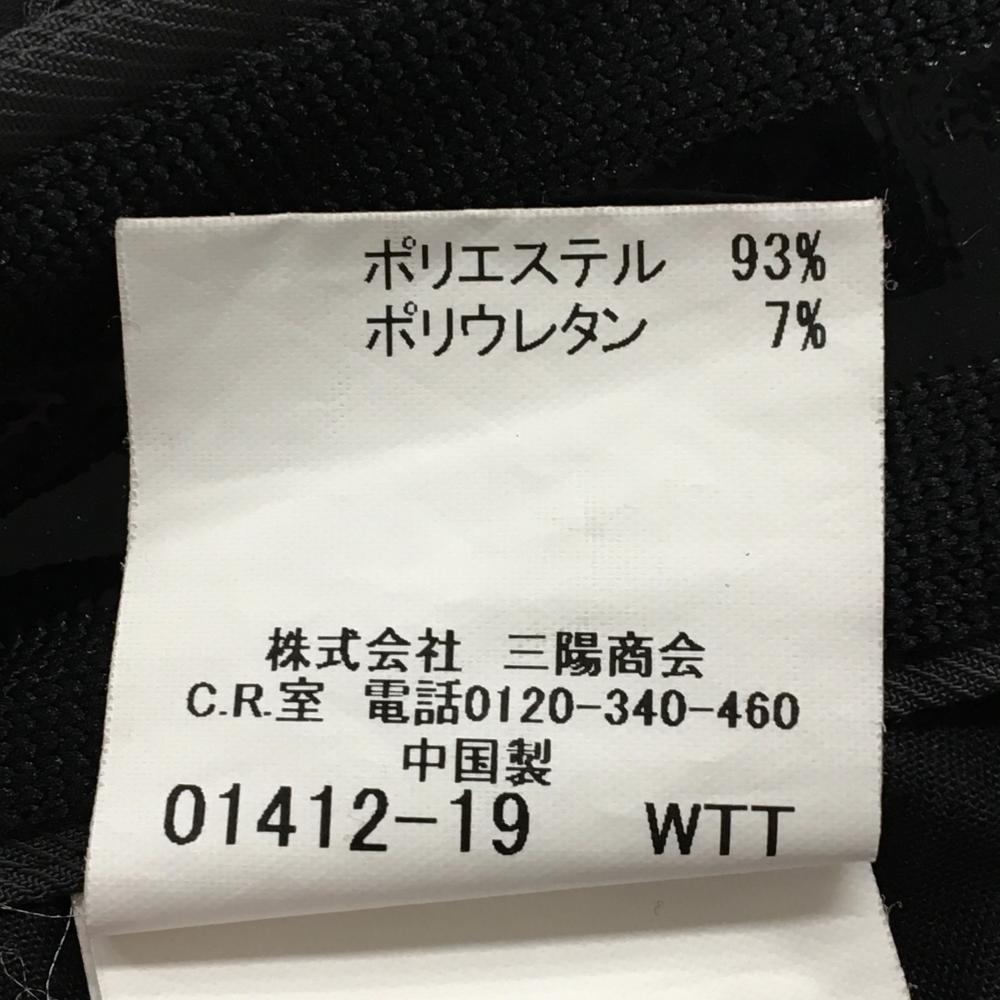 ポリエステル 93%
ポリウレタン 7%
株式会社 三陽商会
C.R.室 電話0120-340-460
中国製
01412-19 WTT